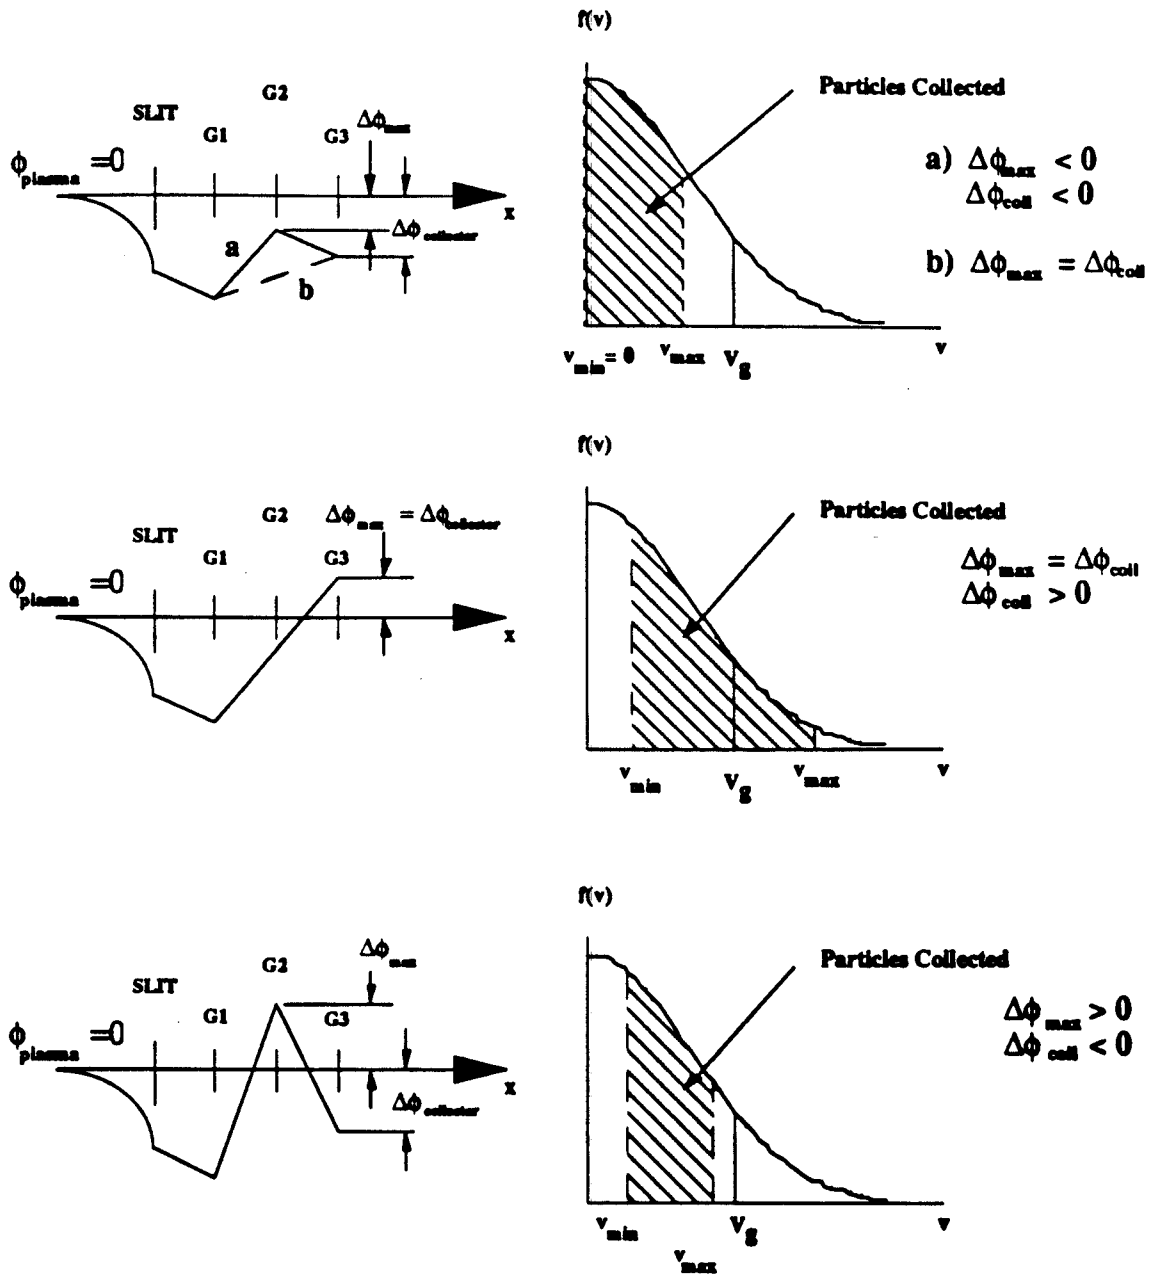 f(v)
G2
SLIT
Δϕmax
Particles Collected
G1
G3
ϕplasma =0
a) Δϕmax < 0
Δϕcoll < 0
x
Δϕcollector
a
b) Δϕmax = Δϕcoll
b
v
vmin = 0
vmax
Vg
f(v)
G2
Δϕmax = Δϕcollector
Particles Collected
SLIT
G1
G3
Δϕmax = Δϕcoll
ϕplasma =0
Δϕcoll > 0
x
vmin
Vg
vmax
v
f(v)
Δϕmax
G2
Particles Collected
SLIT
G1
G3
Δϕmax > 0
ϕplasma =0
Δϕcoll < 0
x
Δϕcollector
vmin
Vg
v
vmax